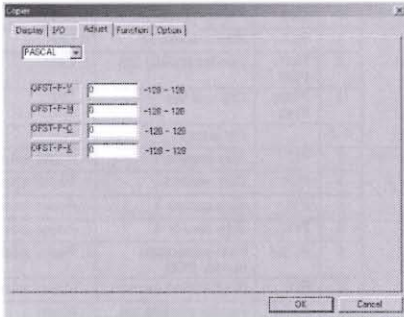 Copier
Display I/O Adjust Function Option
PASCAL
OFST-P-Y 0 -128 - 128
OFST-P-M 0 -128 - 128
OFST-P-C 0 -128 - 128
OFST-P-K 0 -128 - 128
OK Cancel